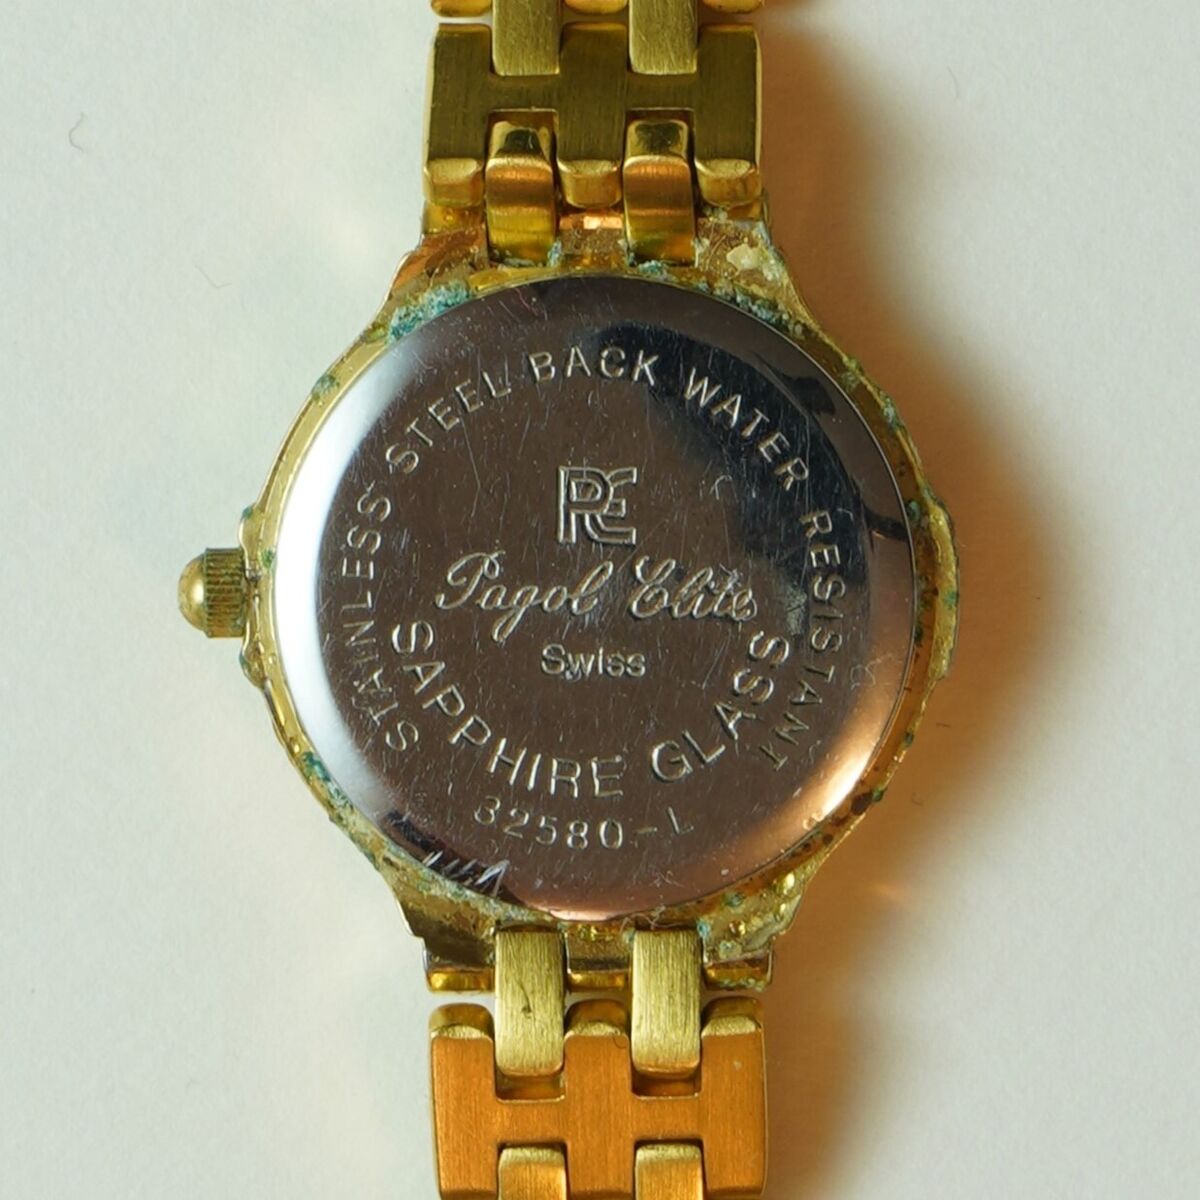 STAINLESS STEEL BACK WATER RESISTANT
PE
Pagol Elite
Swiss
SAPPHIRE GLASS
32580-L